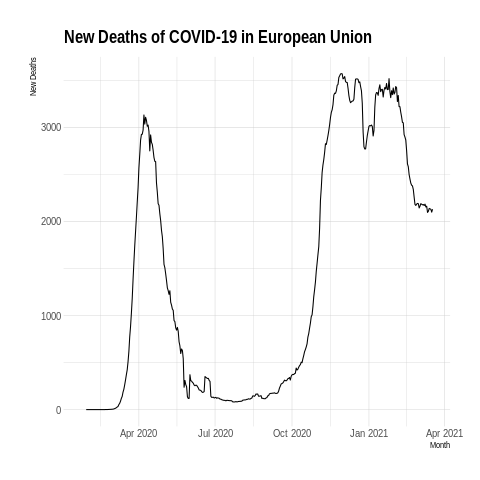 New Deaths of COVID-19 in European Union
New Deaths
3000
2000
1000
0
Apr 2020 Jul 2020 Oct 2020 Jan 2021 Apr 2021
Month